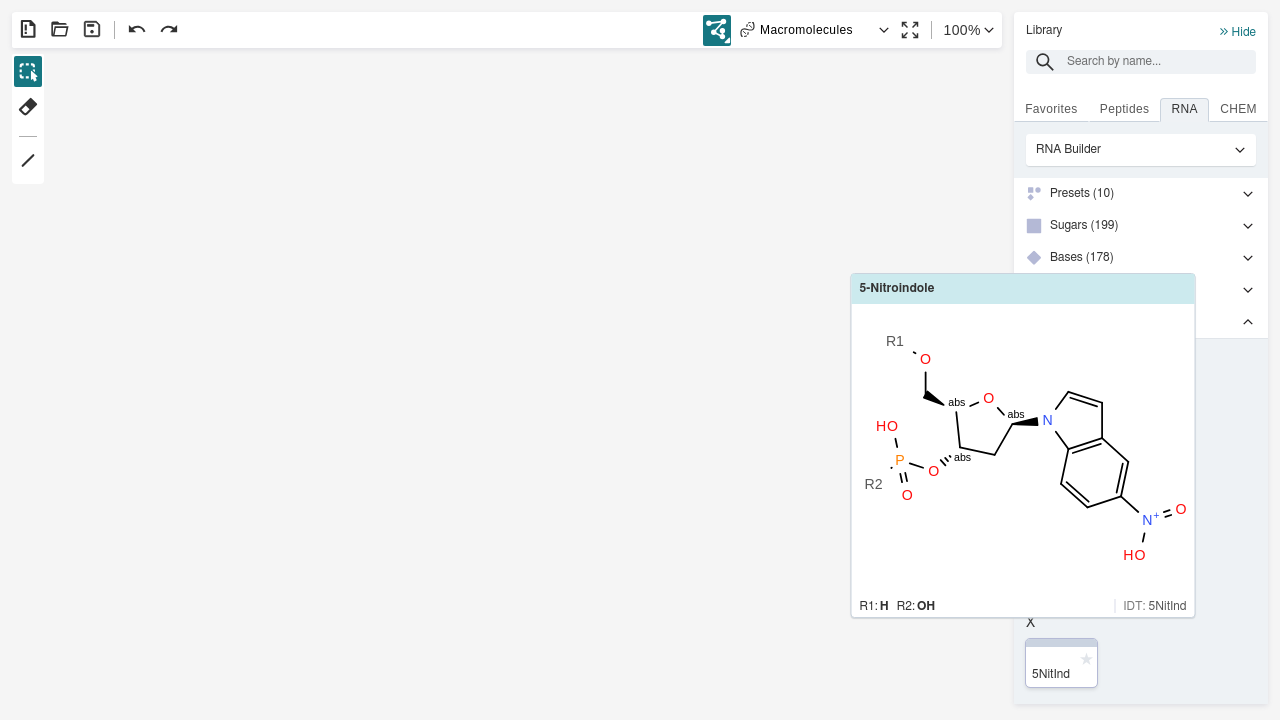 Macromolecules
100%
Library
Hide
Search by name...
Favorites
Peptides
RNA
CHEM
RNA Builder
Presets (10)
Sugars (199)
Bases (178)
5-Nitroindole
R1
O
abs
O
abs
N
HO
P
O
abs
R2
O
N+
O
HO
R1: H R2: OH
IDT: 5NitInd
X
5NitInd